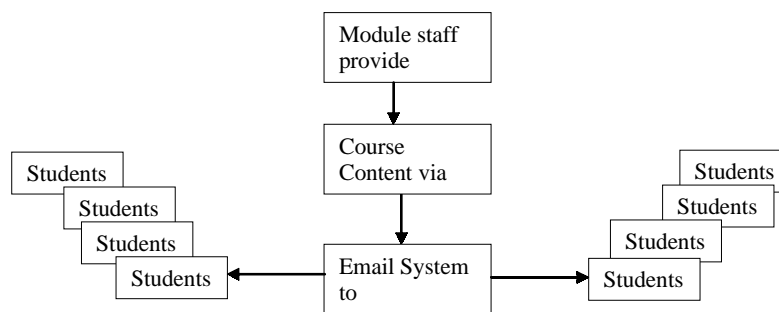 Module staff
provide
Course
Content via
Students
Students
Students
Students
Email System
to
Students
Students
Students
Students